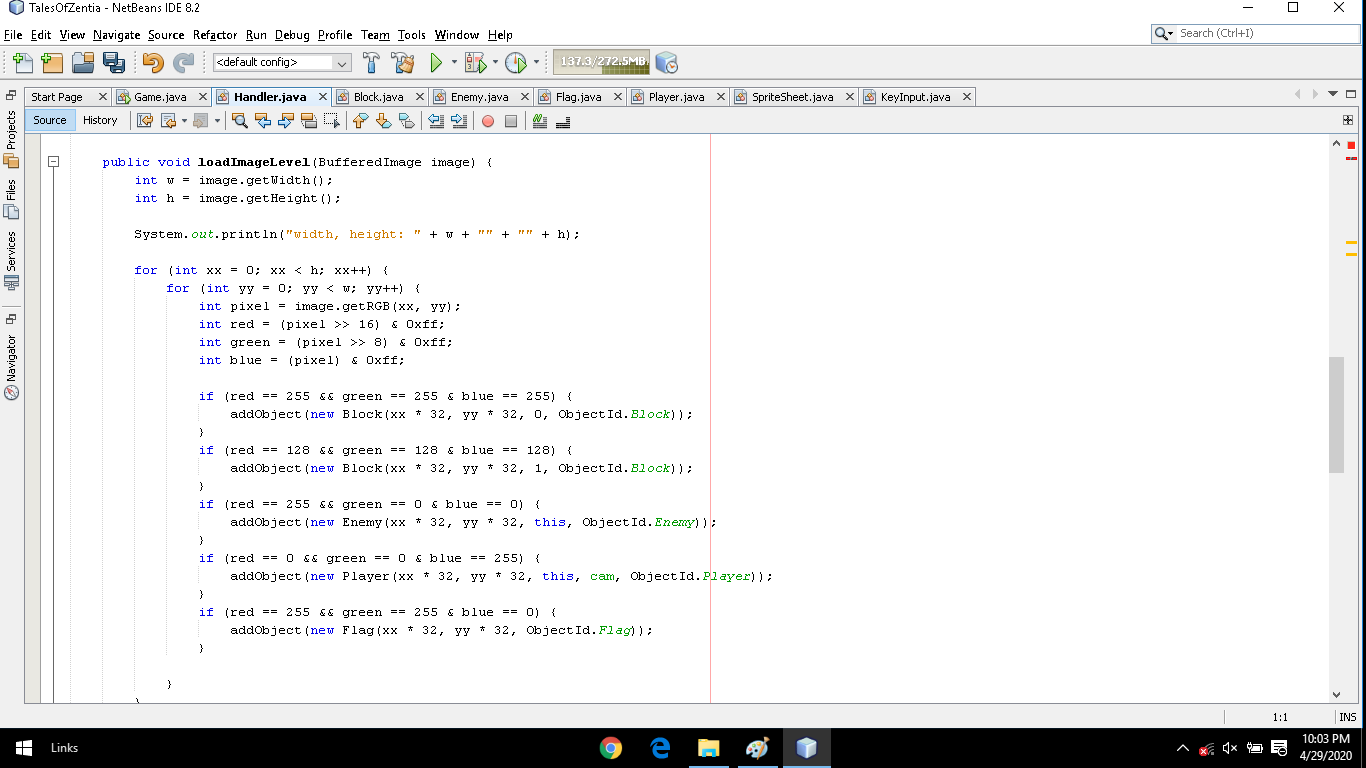 TalesOfZentia - NetBeans IDE 8.2
File Edit View Navigate Source Refactor Run Debug Profile Team Tools Window Help
Search (Ctrl+I)
<default config>
137.3/272.5MB
Start Page Game.java Handler.java Block.java Enemy.java Flag.java Player.java SpriteSheet.java KeyInput.java
Source History
Projects
Files
Services
Navigator
public void loadImageLevel(BufferedImage image) {
int w = image.getWidth();
int h = image.getHeight();
System.out.println("width, height: " + w + "" + "" + h);
for (int xx = 0; xx < h; xx++) {
for (int yy = 0; yy < w; yy++) {
int pixel = image.getRGB(xx, yy);
int red = (pixel >> 16) & 0xff;
int green = (pixel >> 8) & 0xff;
int blue = (pixel) & 0xff;
if (red == 255 && green == 255 & blue == 255) {
addObject(new Block(xx * 32, yy * 32, 0, ObjectId.Block));
}
if (red == 128 && green == 128 & blue == 128) {
addObject(new Block(xx * 32, yy * 32, 1, ObjectId.Block));
}
if (red == 255 && green == 0 & blue == 0) {
addObject(new Enemy(xx * 32, yy * 32, this, ObjectId.Enemy));
}
if (red == 0 && green == 0 & blue == 255) {
addObject(new Player(xx * 32, yy * 32, this, cam, ObjectId.Player));
}
if (red == 255 && green == 255 & blue == 0) {
addObject(new Flag(xx * 32, yy * 32, ObjectId.Flag));
}
}
1:1 INS
Links
10:03 PM
4/29/2020